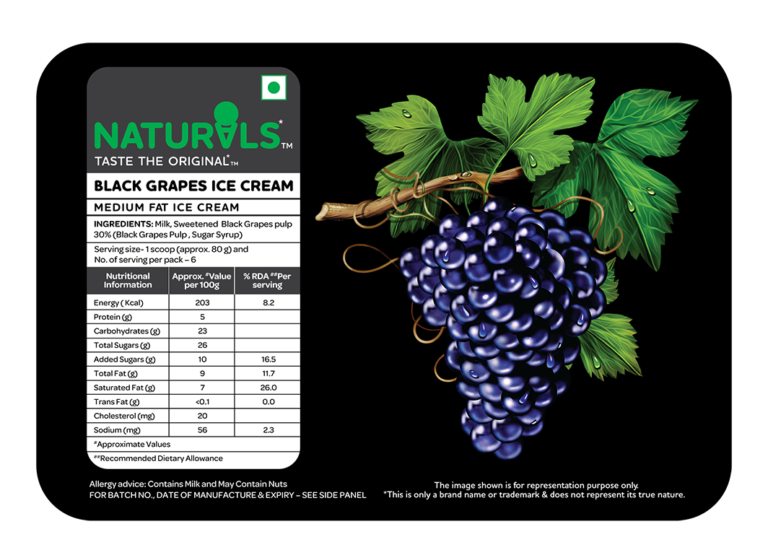 NATURALS*TM
TASTE THE ORIGINAL*TM
BLACK GRAPES ICE CREAM
MEDIUM FAT ICE CREAM
INGREDIENTS: Milk, Sweetened Black Grapes pulp
30% (Black Grapes Pulp , Sugar Syrup)
Serving size- 1 scoop (approx. 80 g) and
No. of serving per pack – 6
Nutritional Information | Approx. #Value per 100g | % RDA ##Per serving
Energy ( Kcal) 203 8.2
Protein (g) 5
Carbohydrates (g) 23
Total Sugars (g) 26
Added Sugars (g) 10 16.5
Total Fat (g) 9 11.7
Saturated Fat (g) 7 26.0
Trans Fat (g) <0.1 0.0
Cholesterol (mg) 20
Sodium (mg) 56 2.3
#Approximate Values
##Recommended Dietary Allowance
Allergy advice: Contains Milk and May Contain Nuts
FOR BATCH NO., DATE OF MANUFACTURE & EXPIRY – SEE SIDE PANEL
The image shown is for representation purpose only.
*This is only a brand name or trademark & does not represent its true nature.